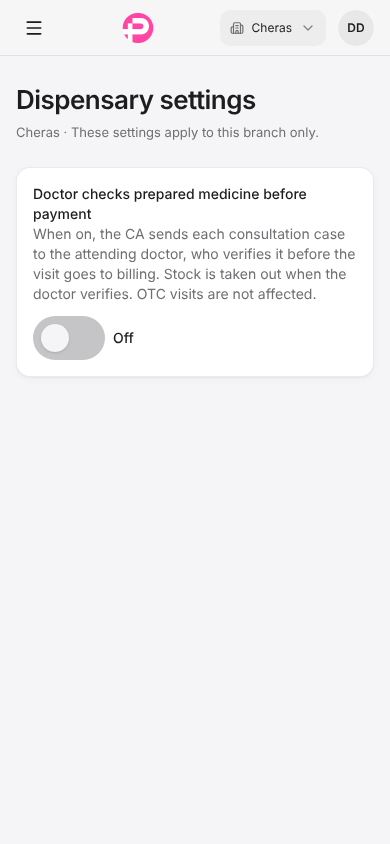 Cheras
DD
Dispensary settings
Cheras · These settings apply to this branch only.
Doctor checks prepared medicine before
payment
When on, the CA sends each consultation case
to the attending doctor, who verifies it before the
visit goes to billing. Stock is taken out when the
doctor verifies. OTC visits are not affected.
Off